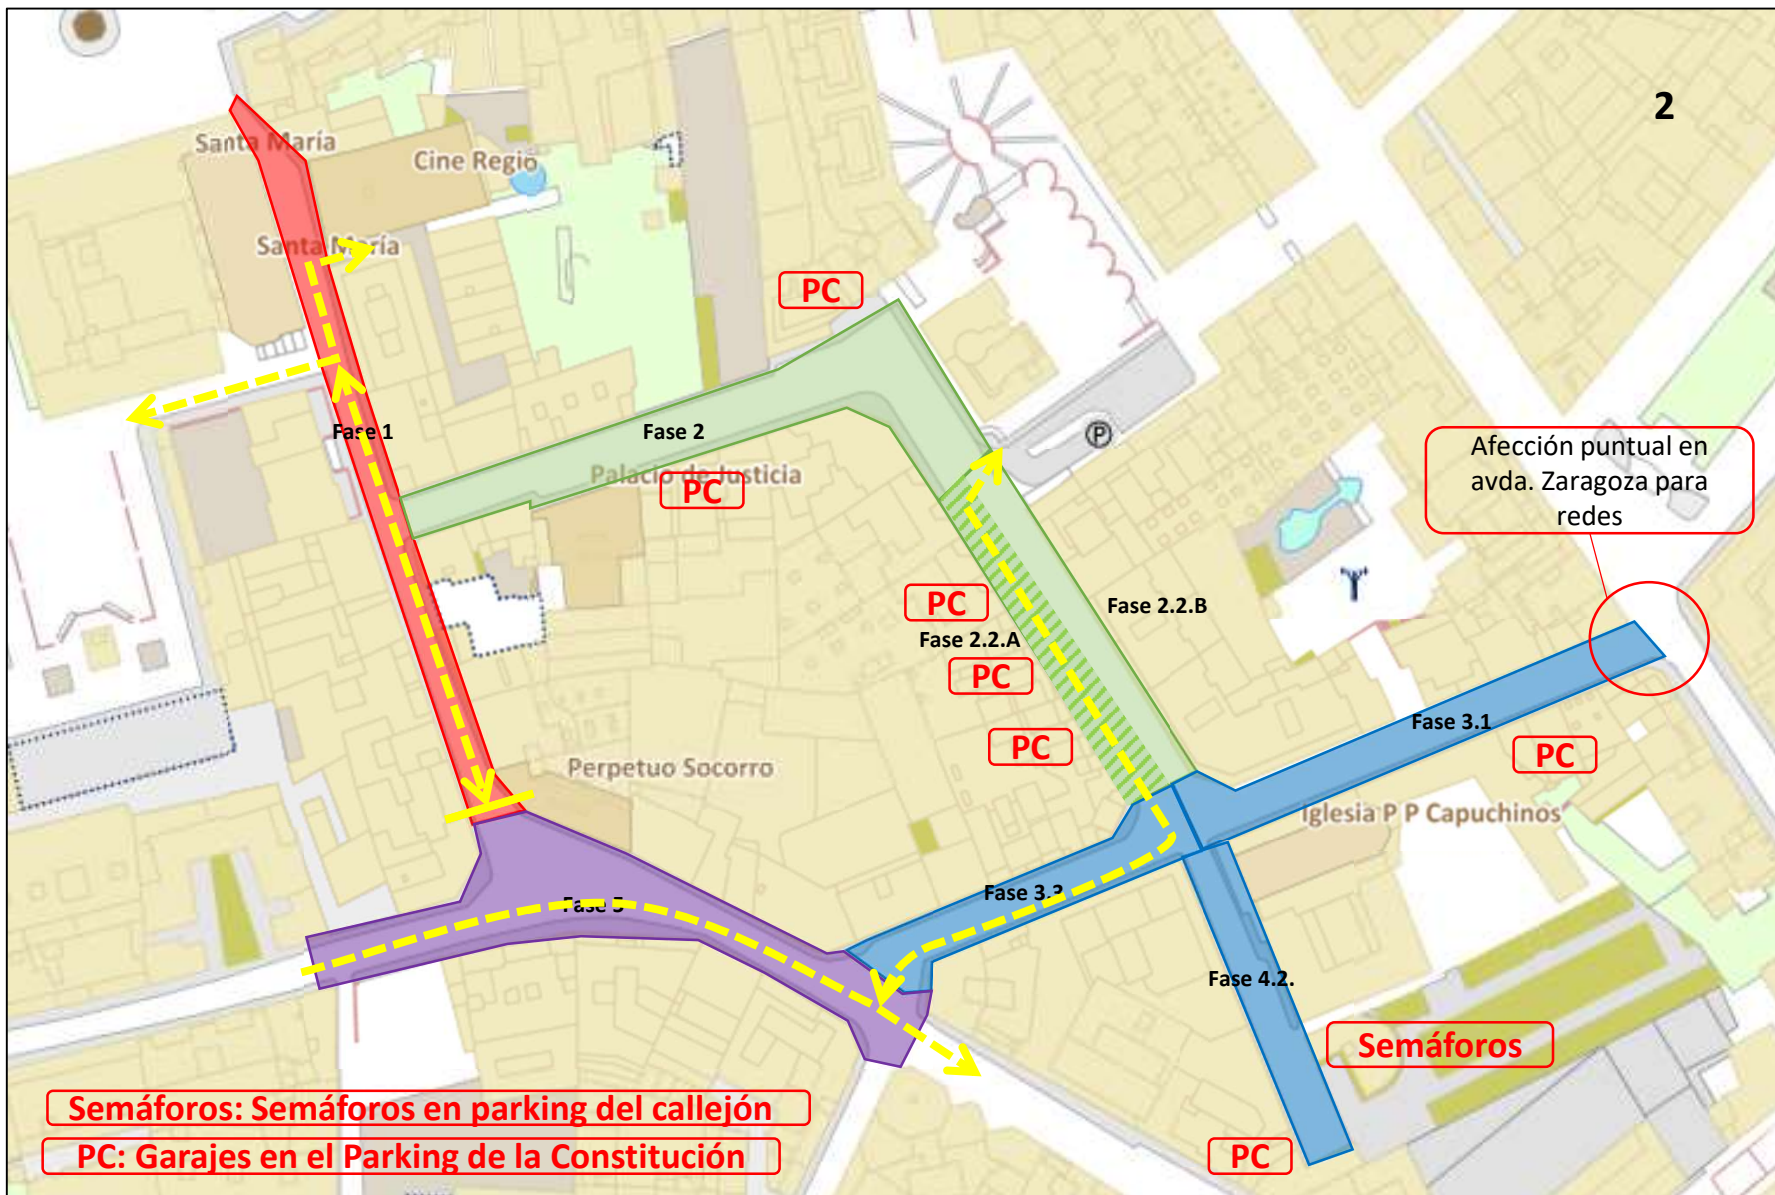 2
Santa María
Cine Regio
Santa María
PC
Fase 1
Fase 2
Palacio de Justicia
PC
P
Afección puntual en
avda. Zaragoza para
redes
PC
Fase 2.2.B
Fase 2.2.A
PC
Fase 3.1
PC
PC
Perpetuo Socorro
Iglesia P P Capuchinos
Fase 3.3
Fase 5
Fase 4.2.
Semáforos
Semáforos: Semáforos en parking del callejón
PC: Garajes en el Parking de la Constitución
PC